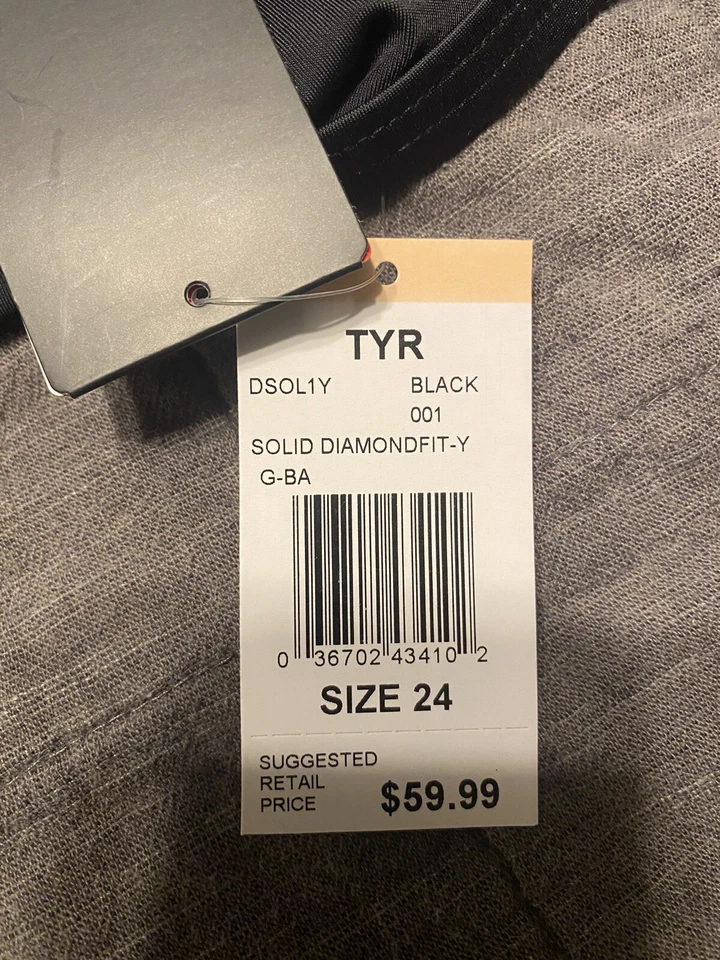 TYR
DSOL1Y BLACK
001
SOLID DIAMONDFIT-Y
G-BA
0 36702 43410 2
SIZE 24
SUGGESTED
RETAIL
PRICE $59.99